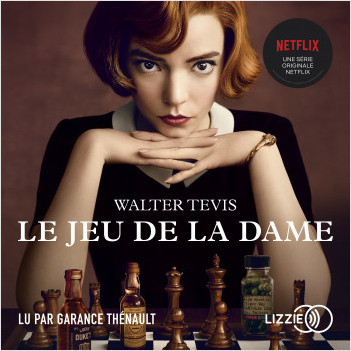 NETFLIX
UNE SÉRIE
ORIGINALE
NETFLIX
WALTER TEVIS
LE JEU DE LA DAME
LU PAR GARANCE THÉNAULT
LIZZIE